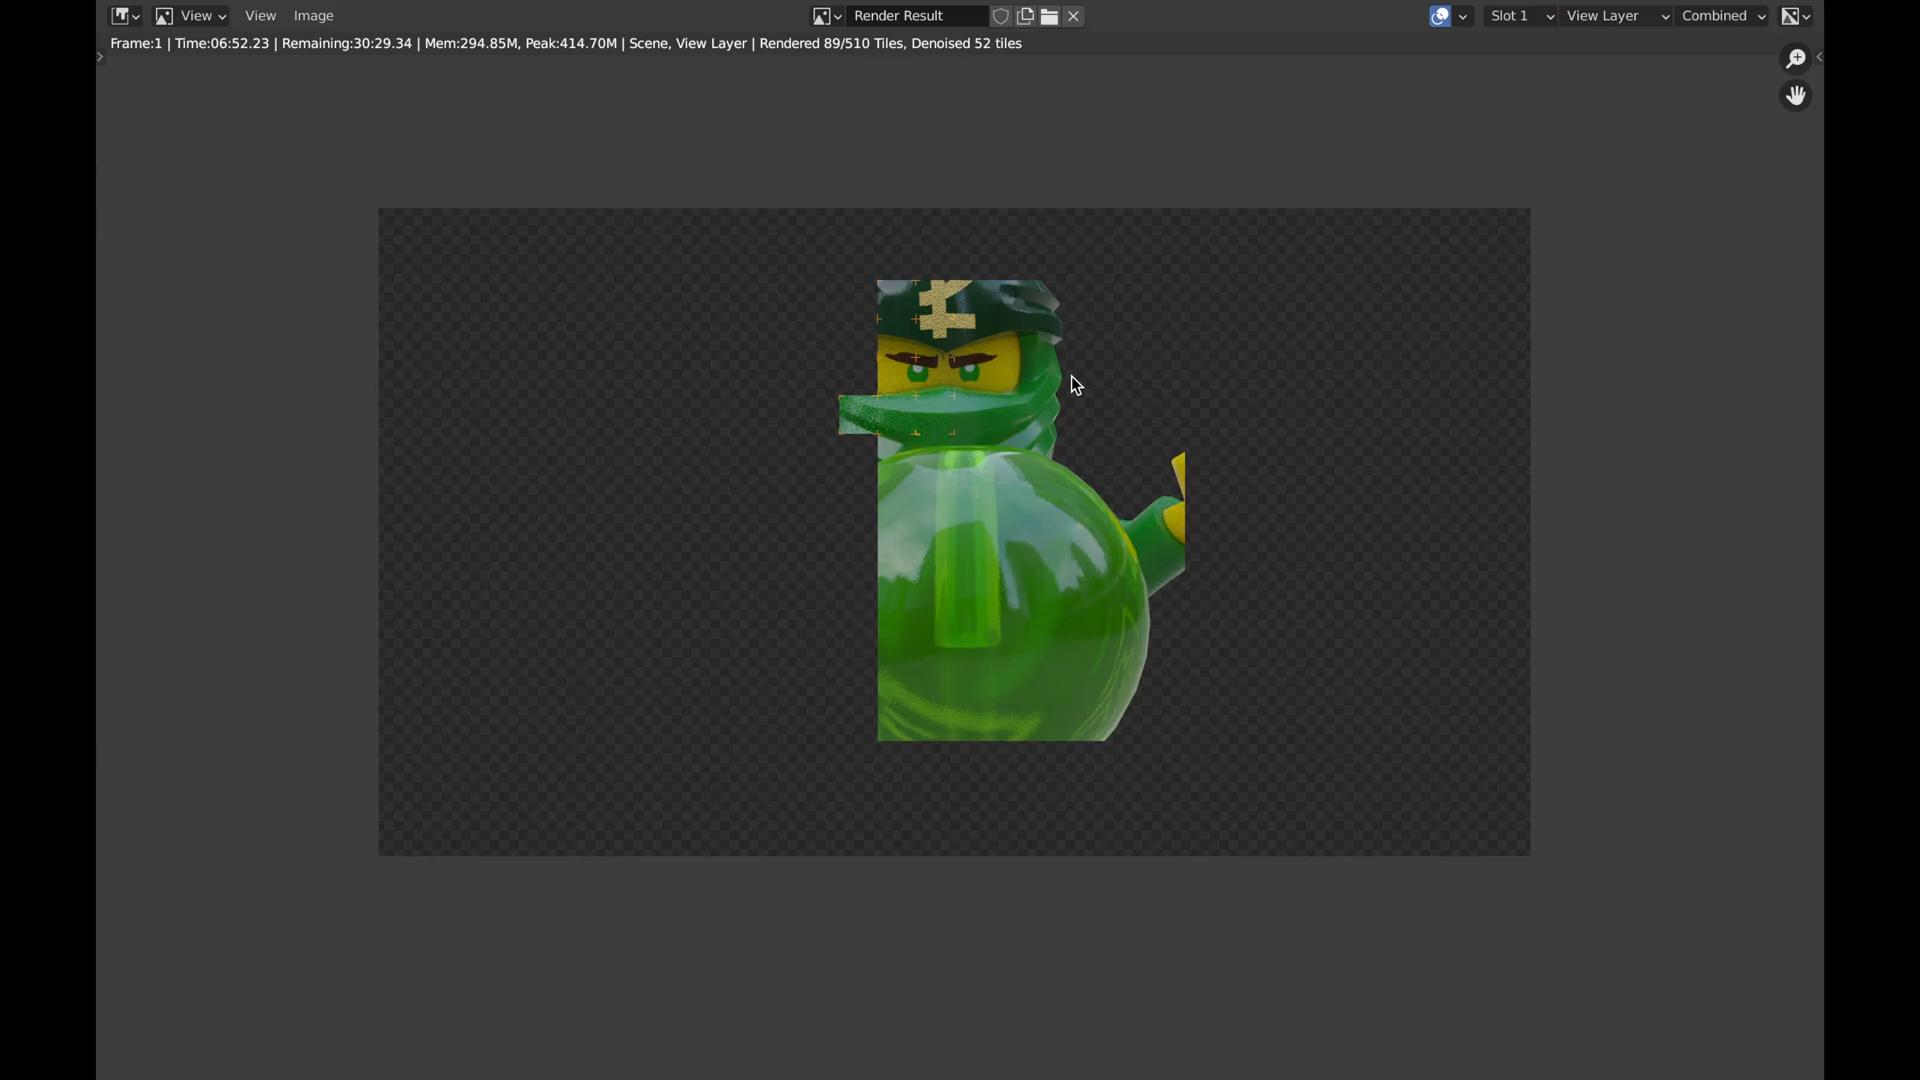 View View Image Render Result Slot 1 View Layer Combined
Frame:1 | Time:06:52.23 | Remaining:30:29.34 | Mem:294.85M, Peak:414.70M | Scene, View Layer | Rendered 89/510 Tiles, Denoised 52 tiles